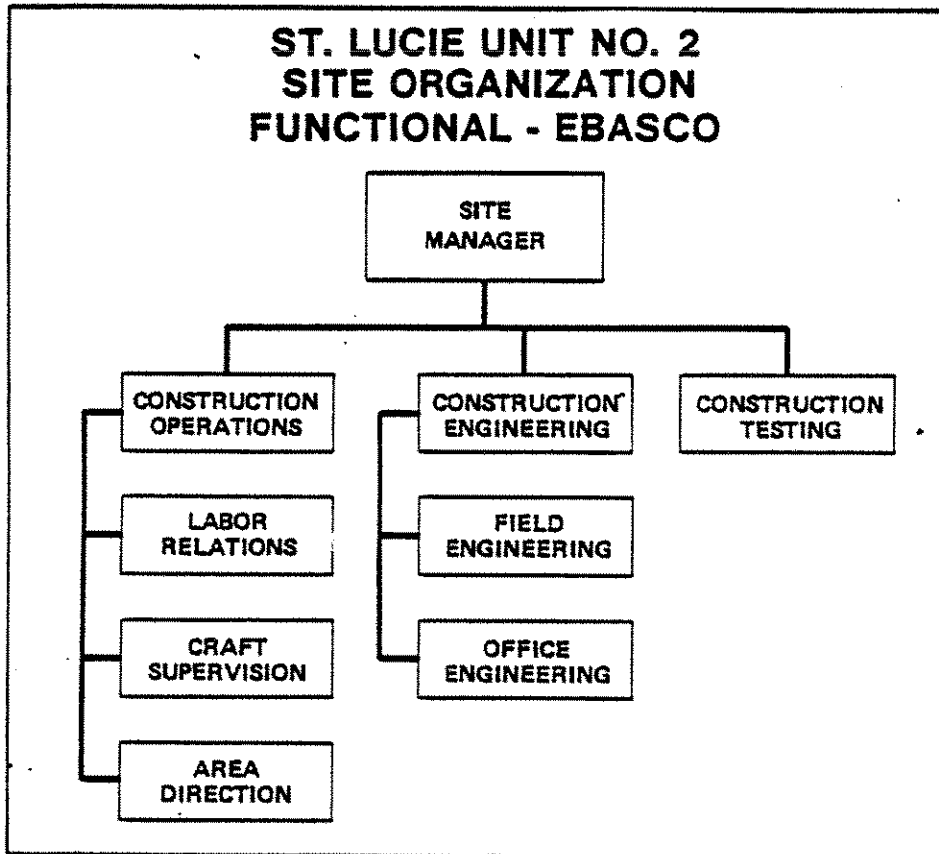 ST. LUCIE UNIT NO. 2
SITE ORGANIZATION
FUNCTIONAL - EBASCO
SITE
MANAGER
CONSTRUCTION
OPERATIONS
LABOR
RELATIONS
CRAFT
SUPERVISION
AREA
DIRECTION
CONSTRUCTION
ENGINEERING
FIELD
ENGINEERING
OFFICE
ENGINEERING
CONSTRUCTION
TESTING